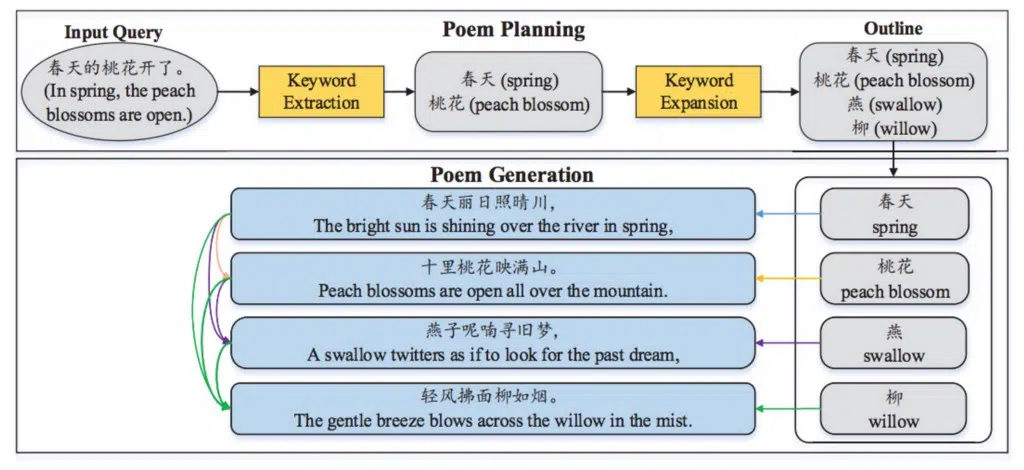 Poem Planning
Input Query
春天的桃花开了。
(In spring, the peach
blossoms are open.)
Keyword
Extraction
春天 (spring)
桃花 (peach blossom)
Keyword
Expansion
Outline
春天 (spring)
桃花 (peach blossom)
燕 (swallow)
柳 (willow)
Poem Generation
春天丽日照晴川，
The bright sun is shining over the river in spring,
春天
spring
十里桃花映满山。
Peach blossoms are open all over the mountain.
桃花
peach blossom
燕子呢喃寻旧梦，
A swallow twitters as if to look for the past dream,
燕
swallow
轻风拂面柳如烟。
The gentle breeze blows across the willow in the mist.
柳
willow